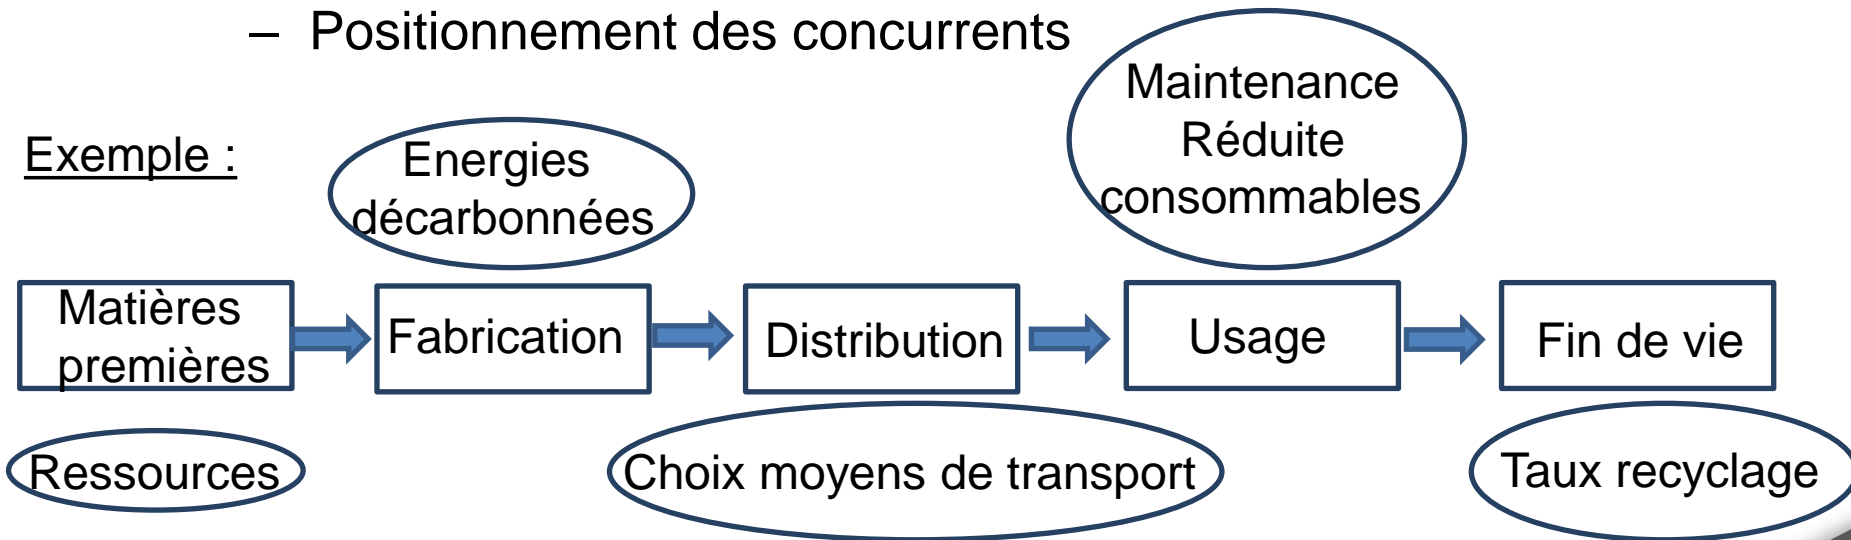 – Positionnement des concurrents
Maintenance
Réduite
consommables
Exemple :
Energies
décarbonnées
Matières
premières
Fabrication
Distribution
Usage
Fin de vie
Ressources
Choix moyens de transport
Taux recyclage